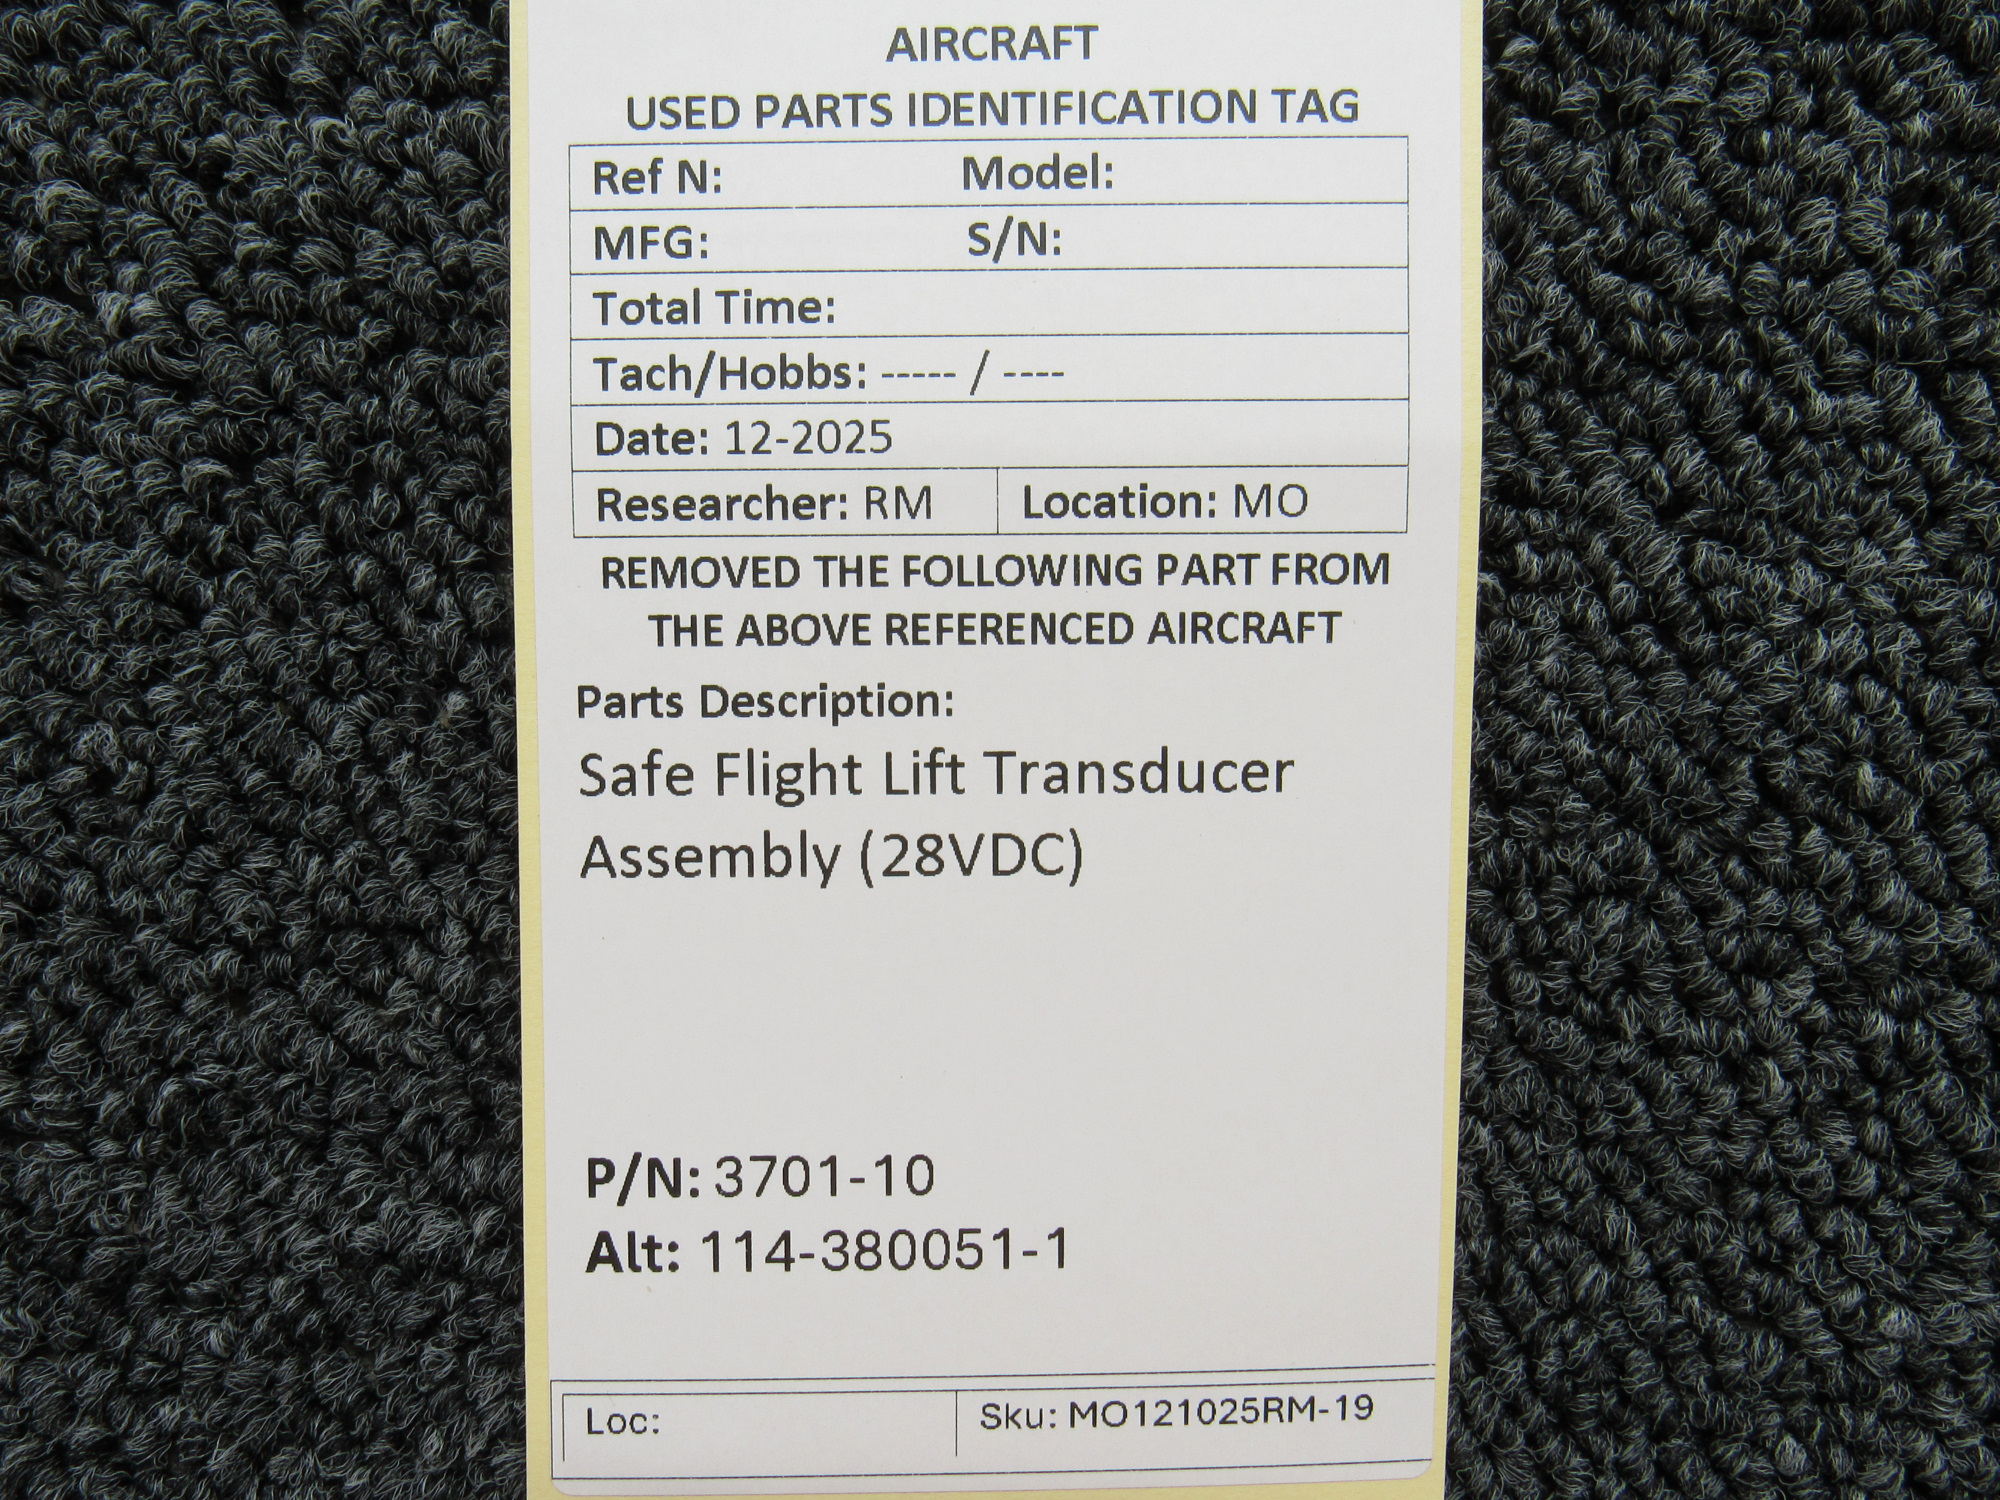 AIRCRAFT
USED PARTS IDENTIFICATION TAG
Ref N: Model:
MFG: S/N:
Total Time:
Tach/Hobbs: ----- / ----
Date: 12-2025
Researcher: RM Location: MO
REMOVED THE FOLLOWING PART FROM
THE ABOVE REFERENCED AIRCRAFT
Parts Description:
Safe Flight Lift Transducer
Assembly (28VDC)
P/N: 3701-10
Alt: 114-380051-1
Loc: Sku: MO121025RM-19